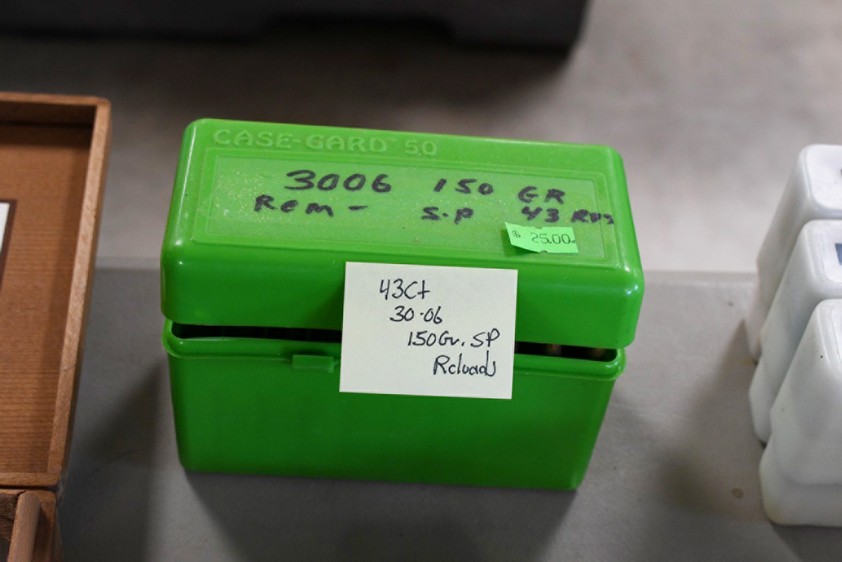 CASE-GARD 50
3006 150 GR
Rem - S.P 43 RDS
$ 25.00
43Ct
30-06
150Gr. SP
Reloads